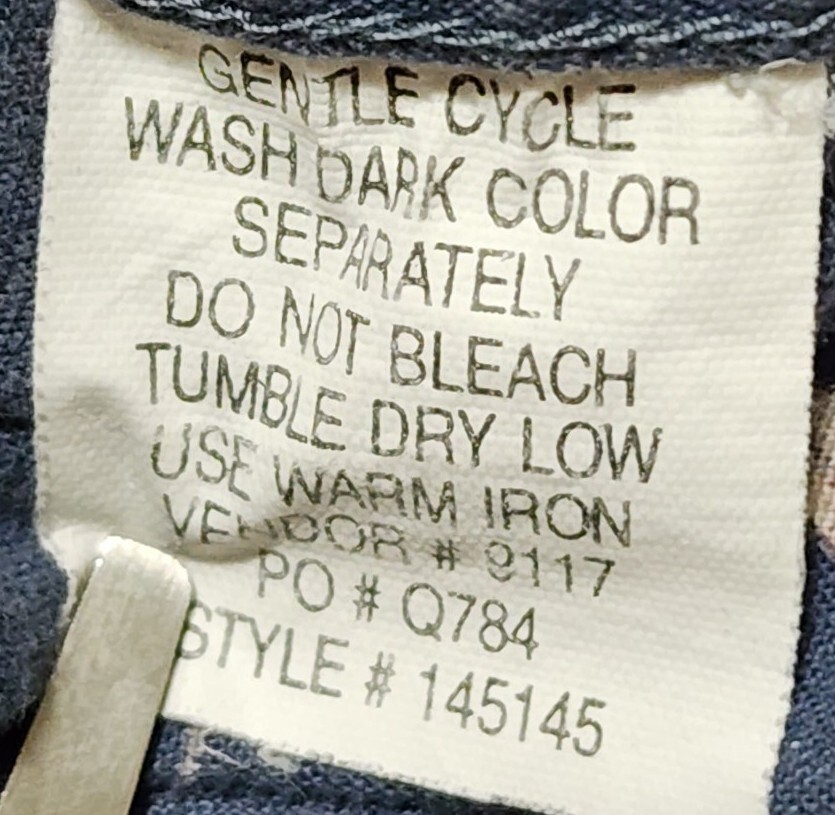 GENTLE CYCLE
WASH DARK COLOR
SEPARATELY
DO NOT BLEACH
TUMBLE DRY LOW
USE WARM IRON
VENDOR # 9117
PO # Q784
STYLE # 145145